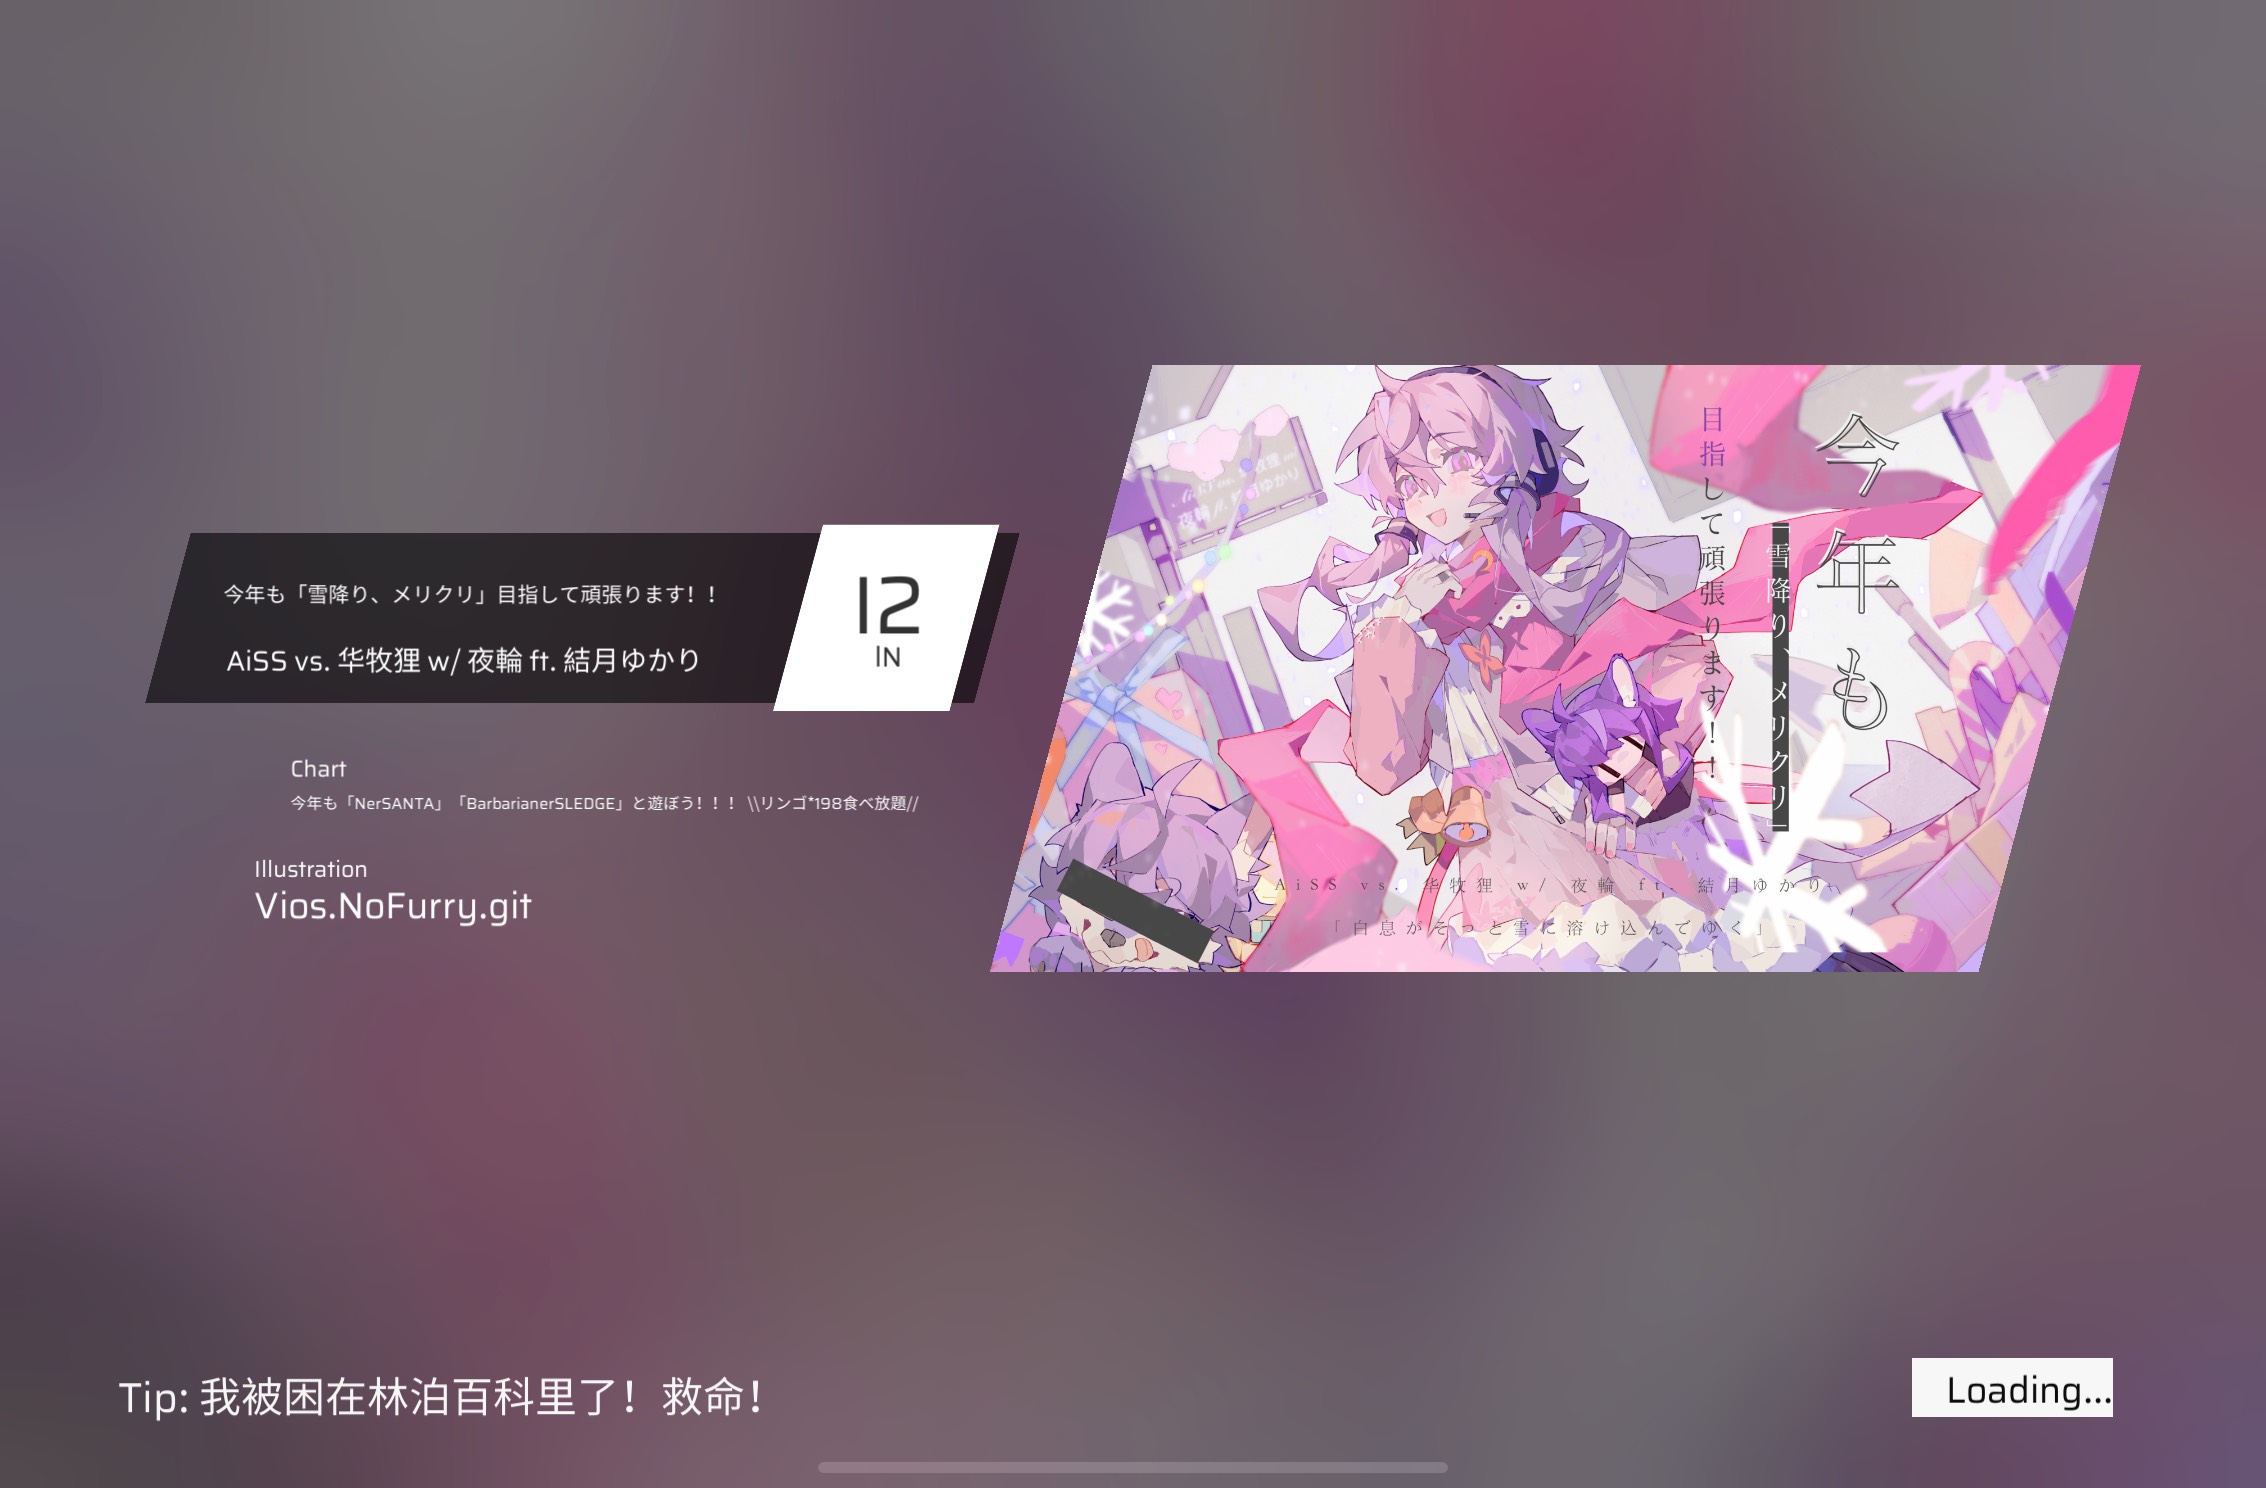 今年も「雪降り、メリクリ」目指して頑張ります！！
AiSS vs. 华牧狸 w/ 夜輪 ft. 結月ゆかり
12
IN
Chart
今年も「NerSANTA」「BarbarianerSLEDGE」と遊ぼう！！！ \\リンゴ*198食べ放題//
Illustration
Vios.NoFurry.git
今年も
「雪降り、メリクリ」
目指して頑張ります！！
AiSS vs. 华牧狸 w/ 夜輪 ft. 結月ゆかり
「白息がそっと雪に溶け込んでゆく」
Tip: 我被困在林泊百科里了！救命！
Loading...